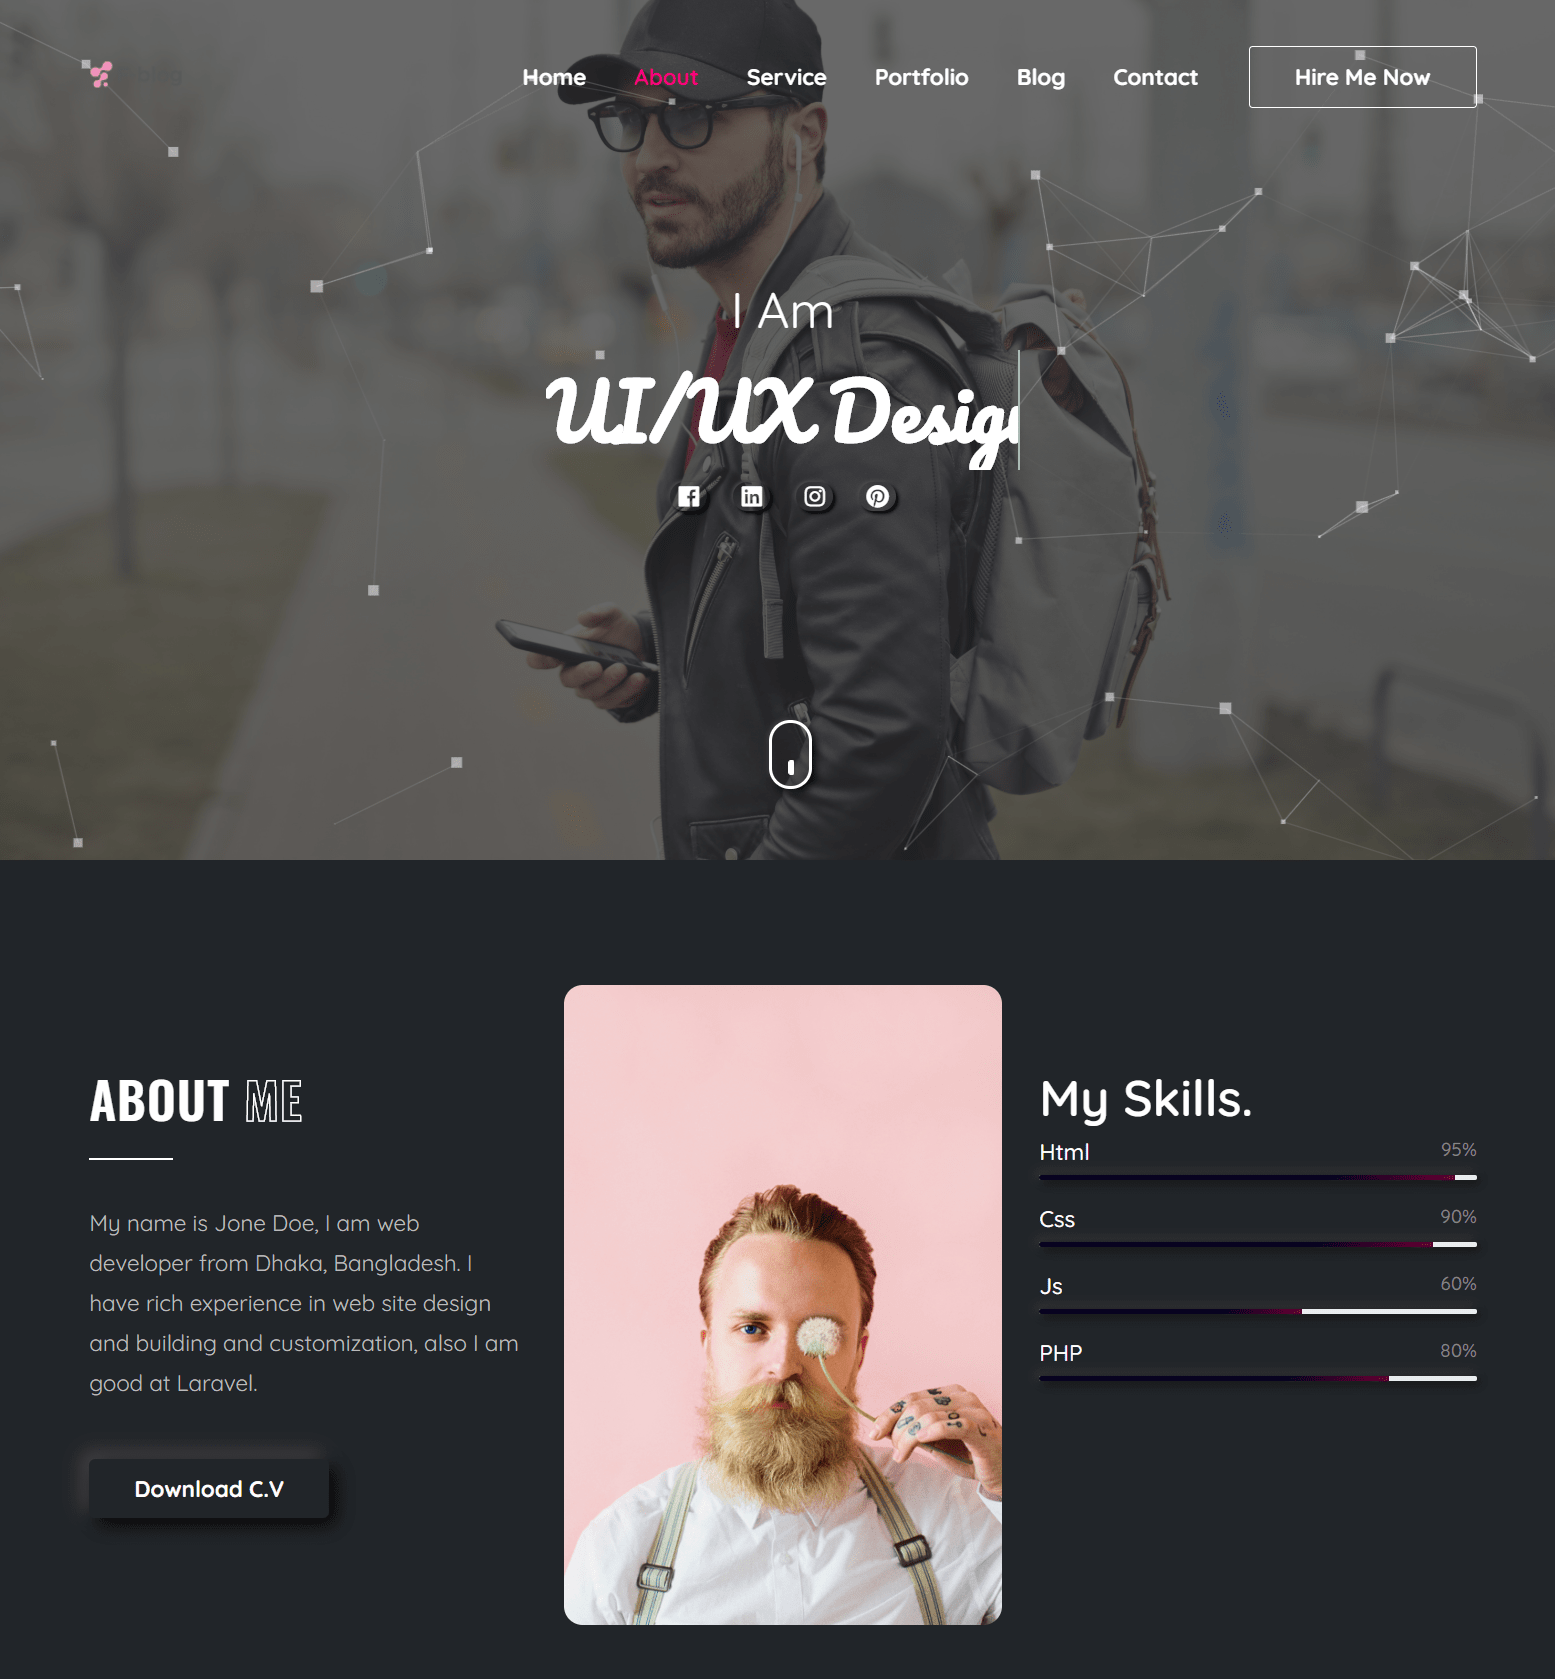 Home About Service Portfolio Blog Contact Hire Me Now
I Am
UI/UX Desig
ABOUT ME
My name is Jone Doe, I am web
developer from Dhaka, Bangladesh. I
have rich experience in web site design
and building and customization, also I am
good at Laravel.
Download C.V
My Skills.
Html 95%
Css 90%
Js 60%
PHP 80%